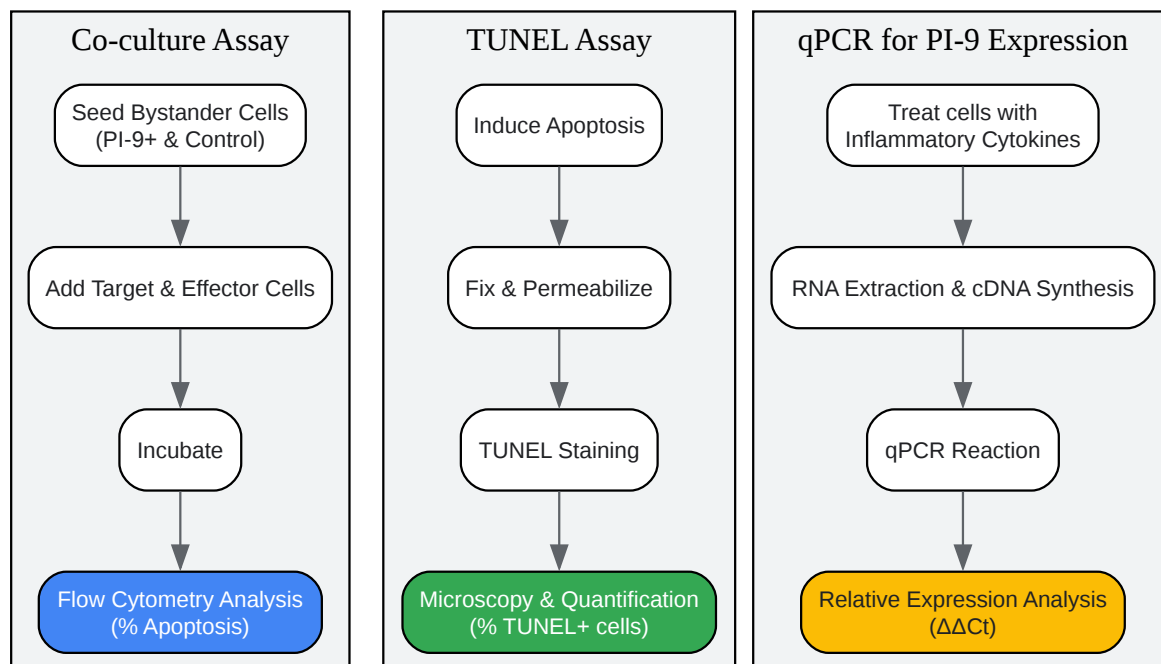 Co-culture Assay
Seed Bystander Cells
(PI-9+ & Control)
Add Target & Effector Cells
Incubate
Flow Cytometry Analysis
(% Apoptosis)
TUNEL Assay
Induce Apoptosis
Fix & Permeabilize
TUNEL Staining
Microscopy & Quantification
(% TUNEL+ cells)
qPCR for PI-9 Expression
Treat cells with
Inflammatory Cytokines
RNA Extraction & cDNA Synthesis
qPCR Reaction
Relative Expression Analysis
(ΔΔCt)